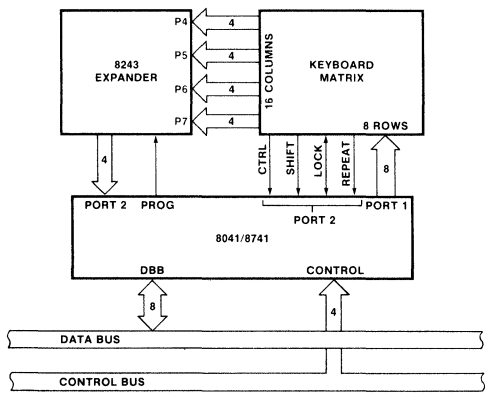 P4
4
8243
EXPANDER
P5
4
P6
4
P7
4
16 COLUMNS
KEYBOARD
MATRIX
8 ROWS
4
CTRL
SHIFT
LOCK
REPEAT
8
PORT 2
PROG
PORT 2
PORT 1
8041/8741
DBB
CONTROL
8
4
DATA BUS
CONTROL BUS